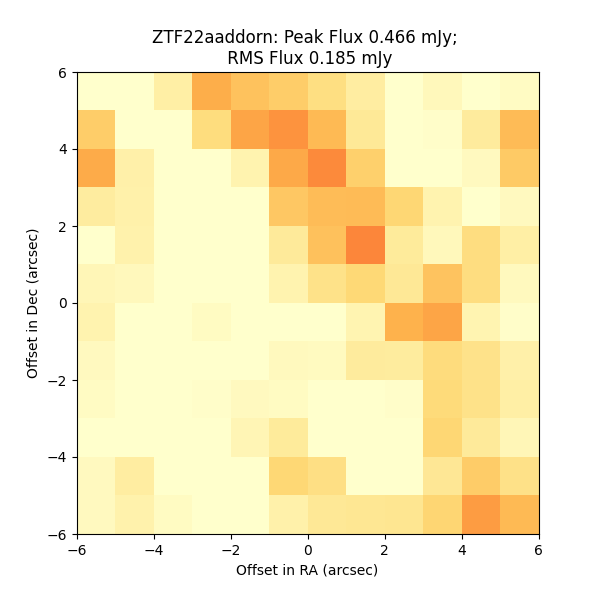 ZTF22aaddorn: Peak Flux 0.466 mJy;
RMS Flux 0.185 mJy
6
4
2
0
−2
−4
−6
Offset in Dec (arcsec)
−6 −4 −2 0 2 4 6
Offset in RA (arcsec)